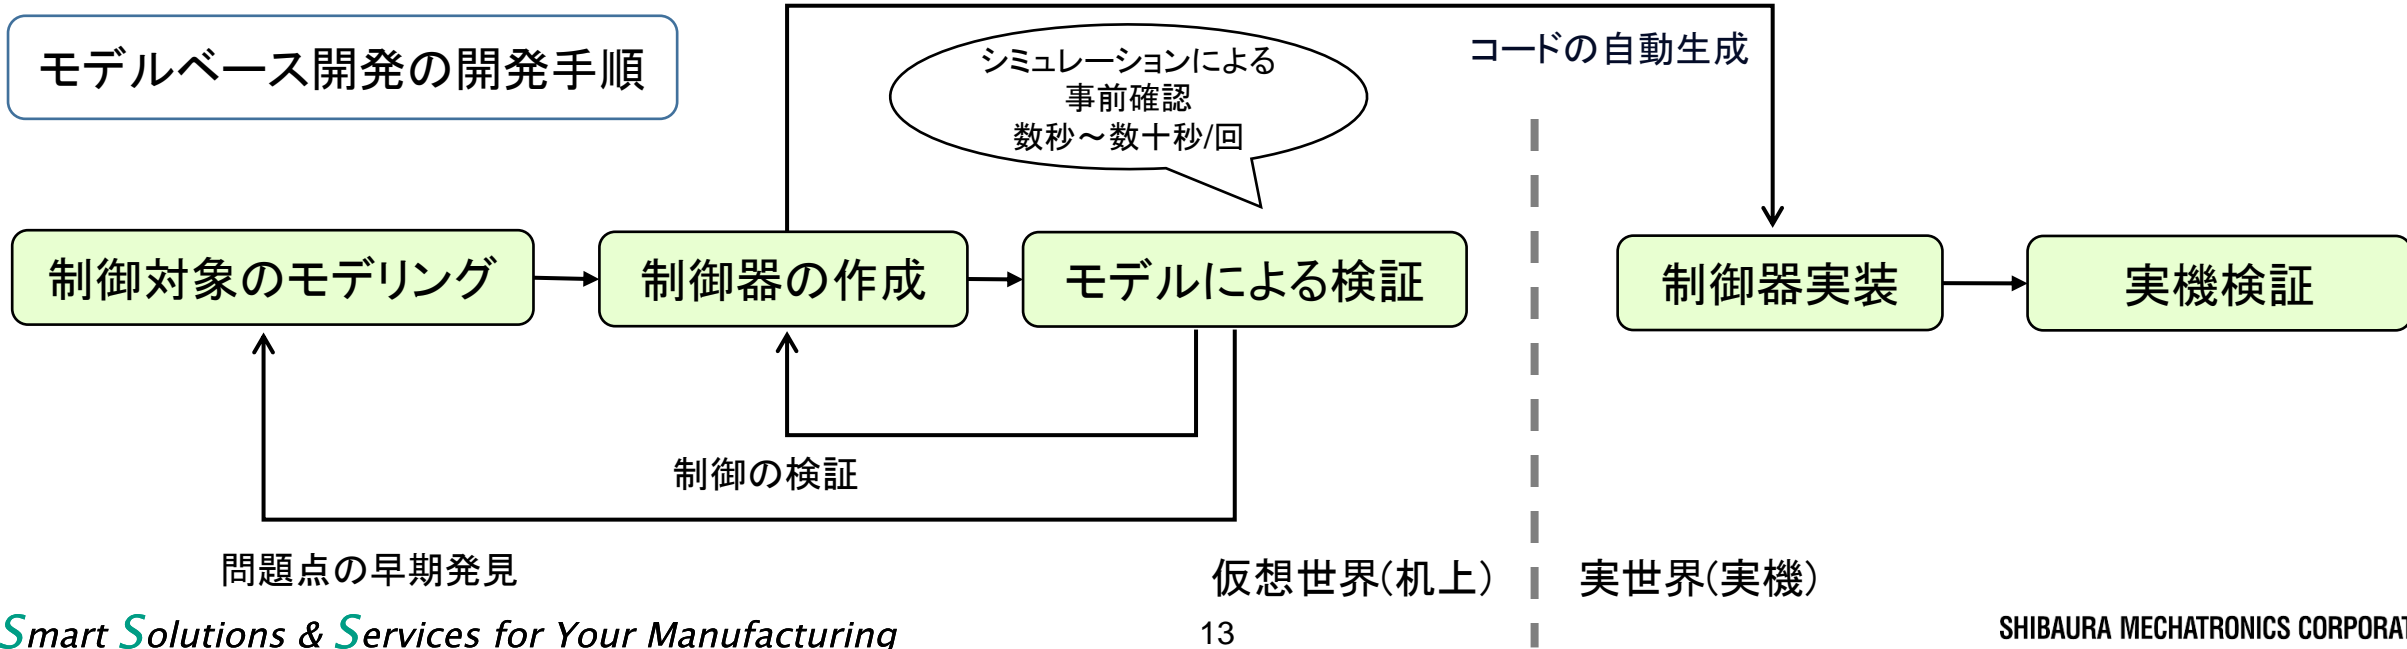 モデルベース開発の開発手順
シミュレーションによる
事前確認
数秒～数十秒/回
コードの自動生成
制御対象のモデリング
制御器の作成
モデルによる検証
制御器実装
実機検証
制御の検証
問題点の早期発見
仮想世界(机上)
実世界(実機)
Smart Solutions & Services for Your Manufacturing
13
SHIBAURA MECHATRONICS